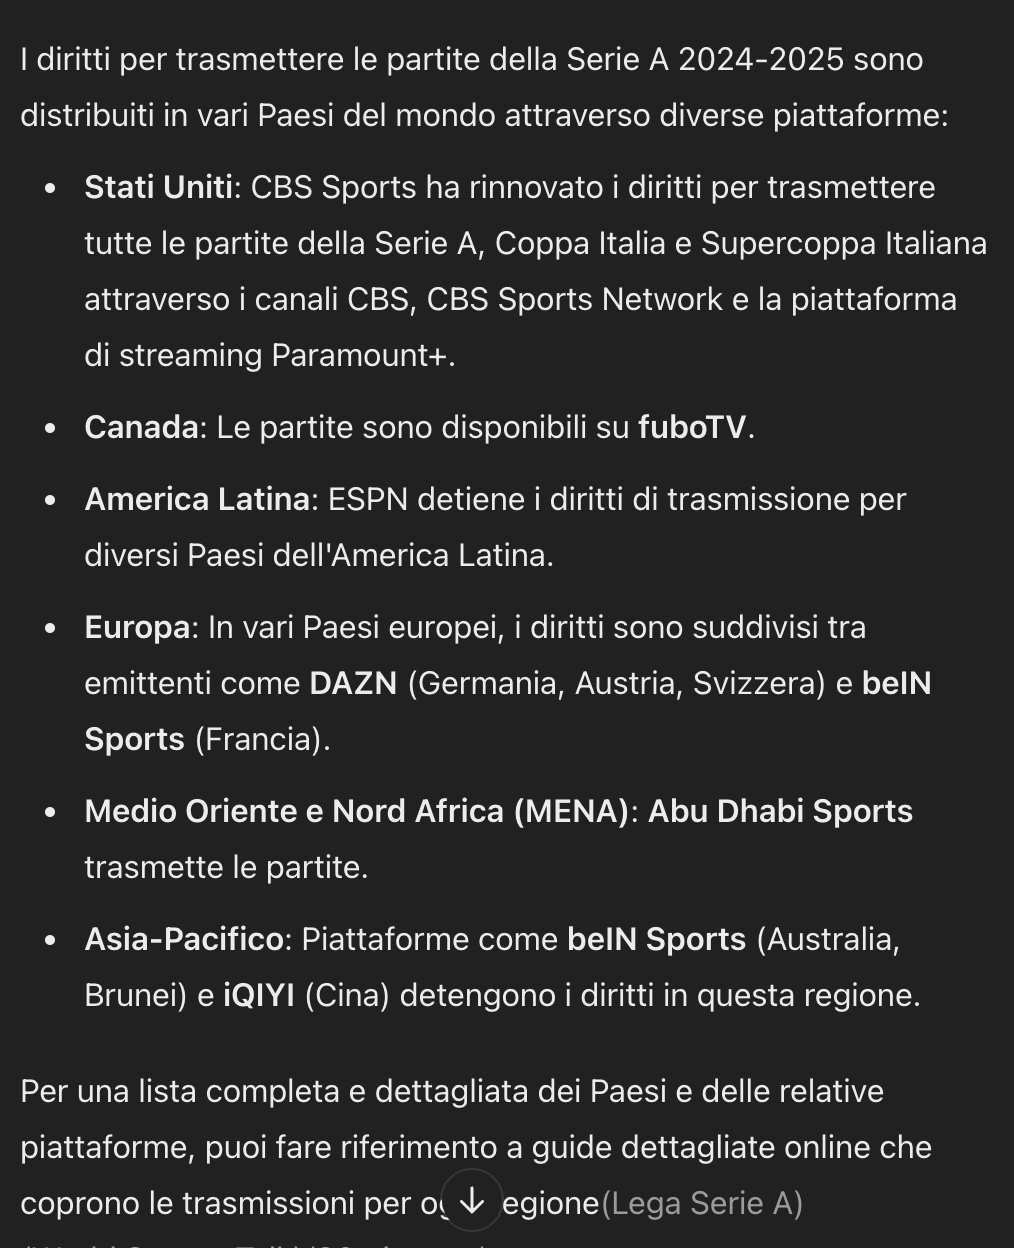 I diritti per trasmettere le partite della Serie A 2024-2025 sono
distribuiti in vari Paesi del mondo attraverso diverse piattaforme:
• Stati Uniti: CBS Sports ha rinnovato i diritti per trasmettere
tutte le partite della Serie A, Coppa Italia e Supercoppa Italiana
attraverso i canali CBS, CBS Sports Network e la piattaforma
di streaming Paramount+.
• Canada: Le partite sono disponibili su fuboTV.
• America Latina: ESPN detiene i diritti di trasmissione per
diversi Paesi dell'America Latina.
• Europa: In vari Paesi europei, i diritti sono suddivisi tra
emittenti come DAZN (Germania, Austria, Svizzera) e beIN
Sports (Francia).
• Medio Oriente e Nord Africa (MENA): Abu Dhabi Sports
trasmette le partite.
• Asia-Pacifico: Piattaforme come beIN Sports (Australia,
Brunei) e iQIYI (Cina) detengono i diritti in questa regione.
Per una lista completa e dettagliata dei Paesi e delle relative
piattaforme, puoi fare riferimento a guide dettagliate online che
coprono le trasmissioni per egione(Lega Serie A)